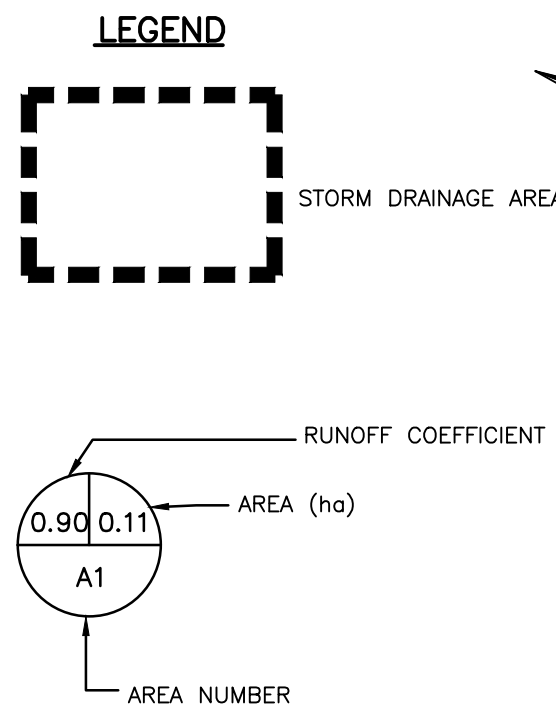 LEGEND
STORM DRAINAGE AREA
RUNOFF COEFFICIENT
AREA (ha)
0.90 0.11
A1
AREA NUMBER